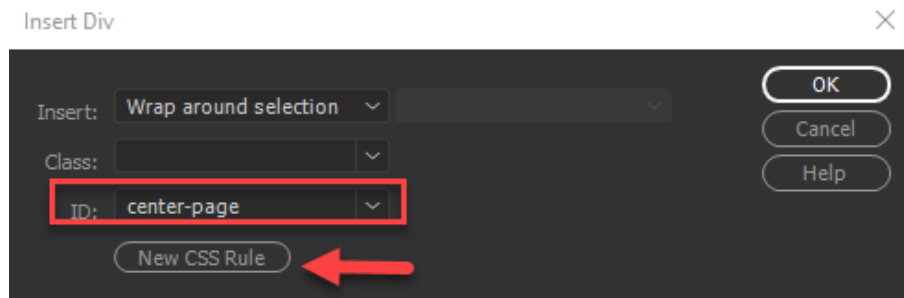 Insert Div
Insert: Wrap around selection
OK
Class:
Cancel
ID: center-page
Help
New CSS Rule